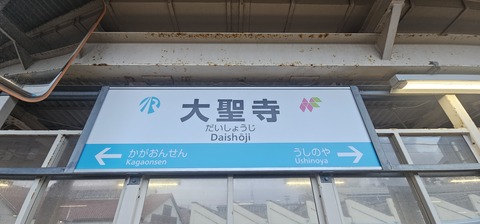 大聖寺
だいしょうじ
Daishōji
かがおんせん
Kagaonsen
うしのや
Ushinoya